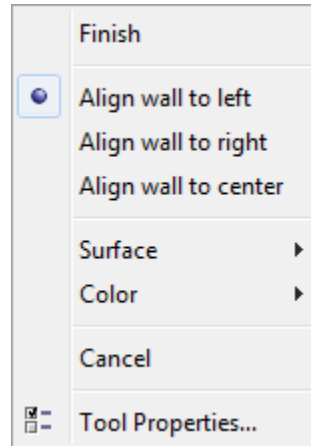 Finish
Align wall to left
Align wall to right
Align wall to center
Surface
Color
Cancel
Tool Properties...